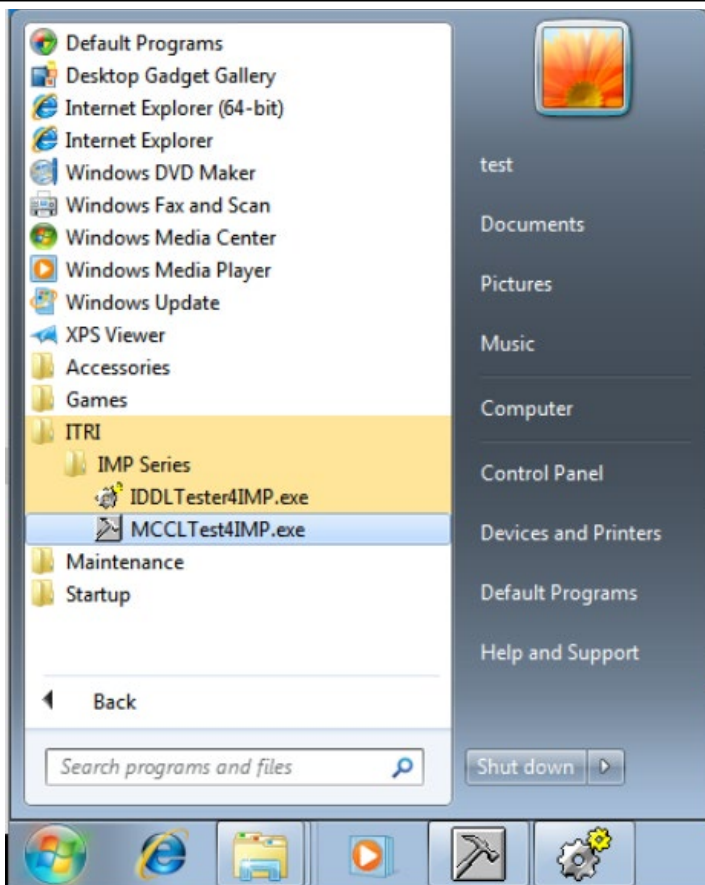 Default Programs
Desktop Gadget Gallery
Internet Explorer (64-bit)
Internet Explorer
Windows DVD Maker
Windows Fax and Scan
Windows Media Center
Windows Media Player
Windows Update
XPS Viewer
Accessories
Games
ITRI
IMP Series
IDDLTester4IMP.exe
MCCLTest4IMP.exe
Maintenance
Startup
Back
Search programs and files
test
Documents
Pictures
Music
Computer
Control Panel
Devices and Printers
Default Programs
Help and Support
Shut down